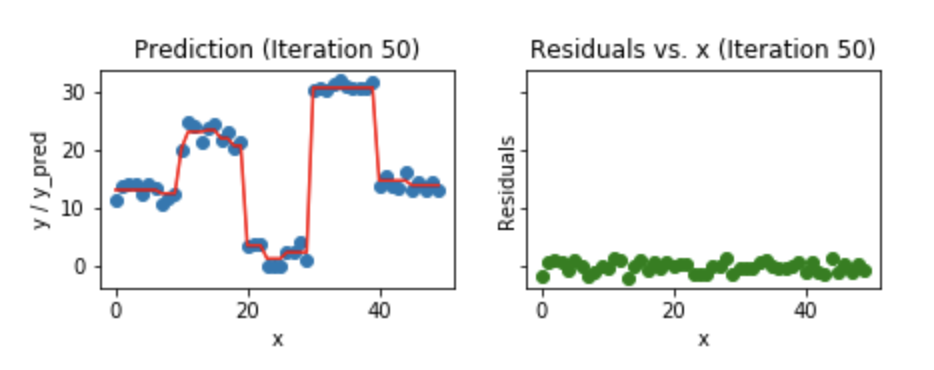 Prediction (Iteration 50)
y / y_pred
30
20
10
0
0 20 40
x
Residuals vs. x (Iteration 50)
Residuals
0 20 40
x